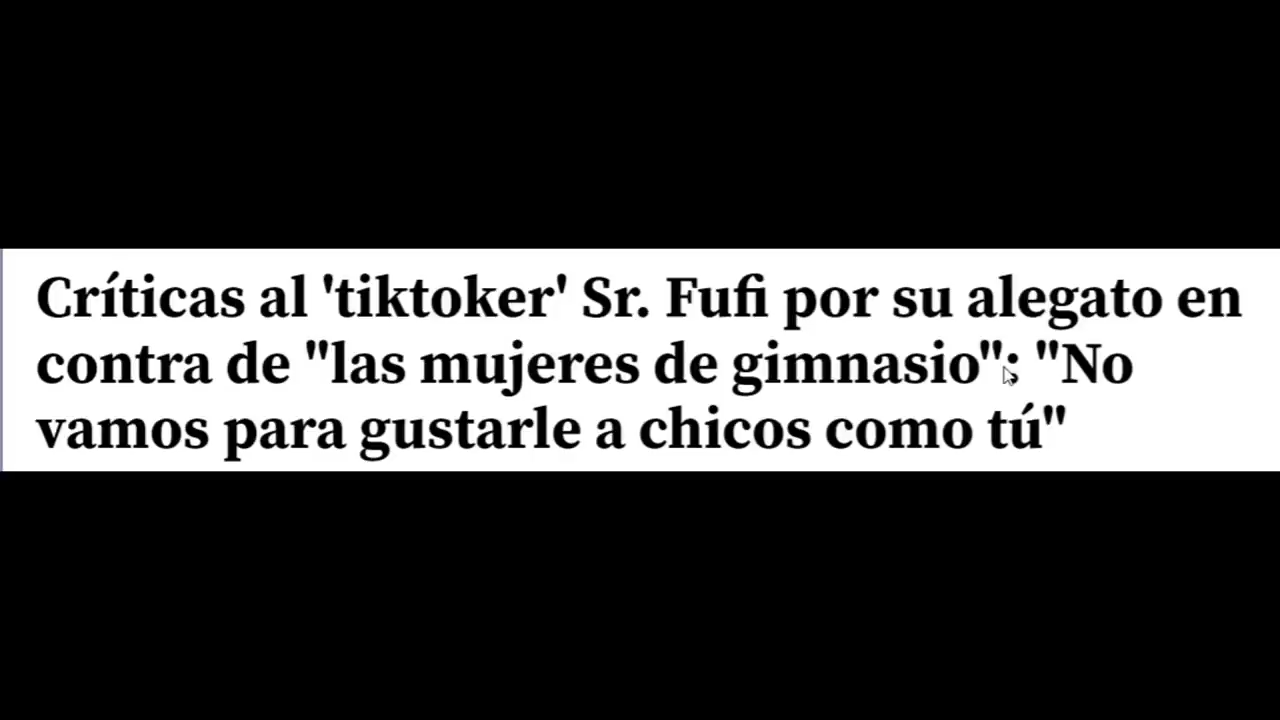 Críticas al 'tiktoker' Sr. Fufi por su alegato en
contra de "las mujeres de gimnasio": "No
vamos para gustarle a chicos como tú"